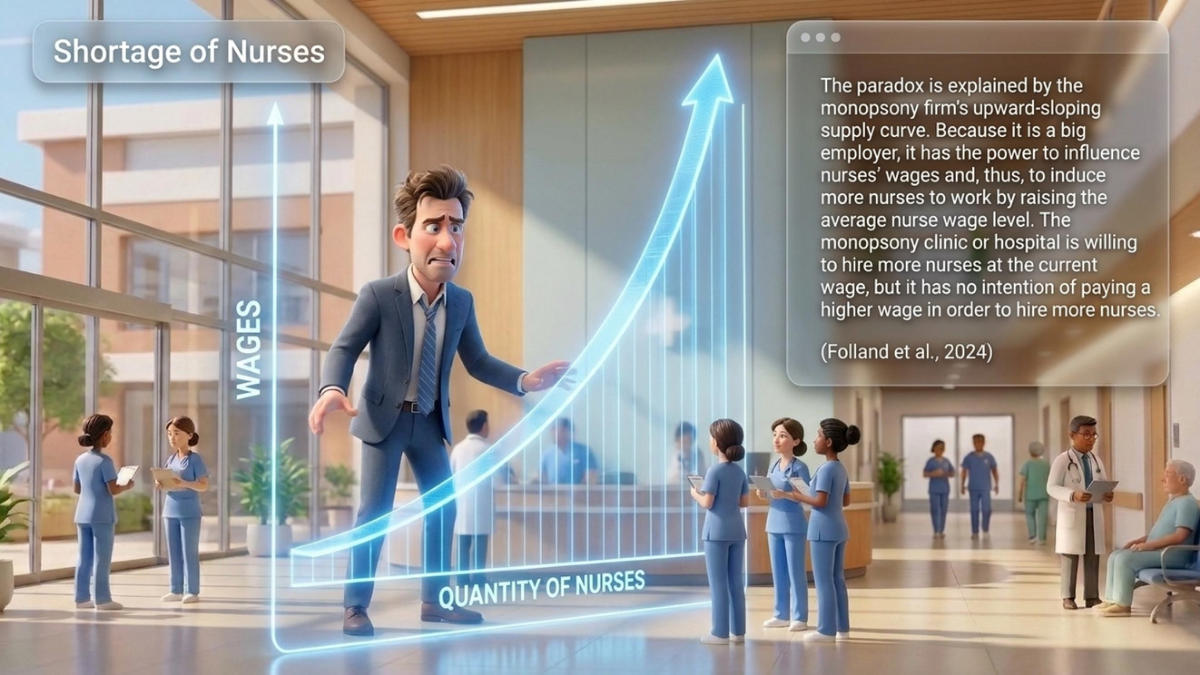 Shortage of Nurses
The paradox is explained by the
monopsony firm's upward-sloping
supply curve. Because it is a big
employer, it has the power to influence
nurses' wages and, thus, to induce
more nurses to work by raising the
average nurse wage level. The
monopsony clinic or hospital is willing
to hire more nurses at the current
wage, but it has no intention of paying a
higher wage in order to hire more nurses.
(Folland et al., 2024)
WAGES
QUANTITY OF NURSES